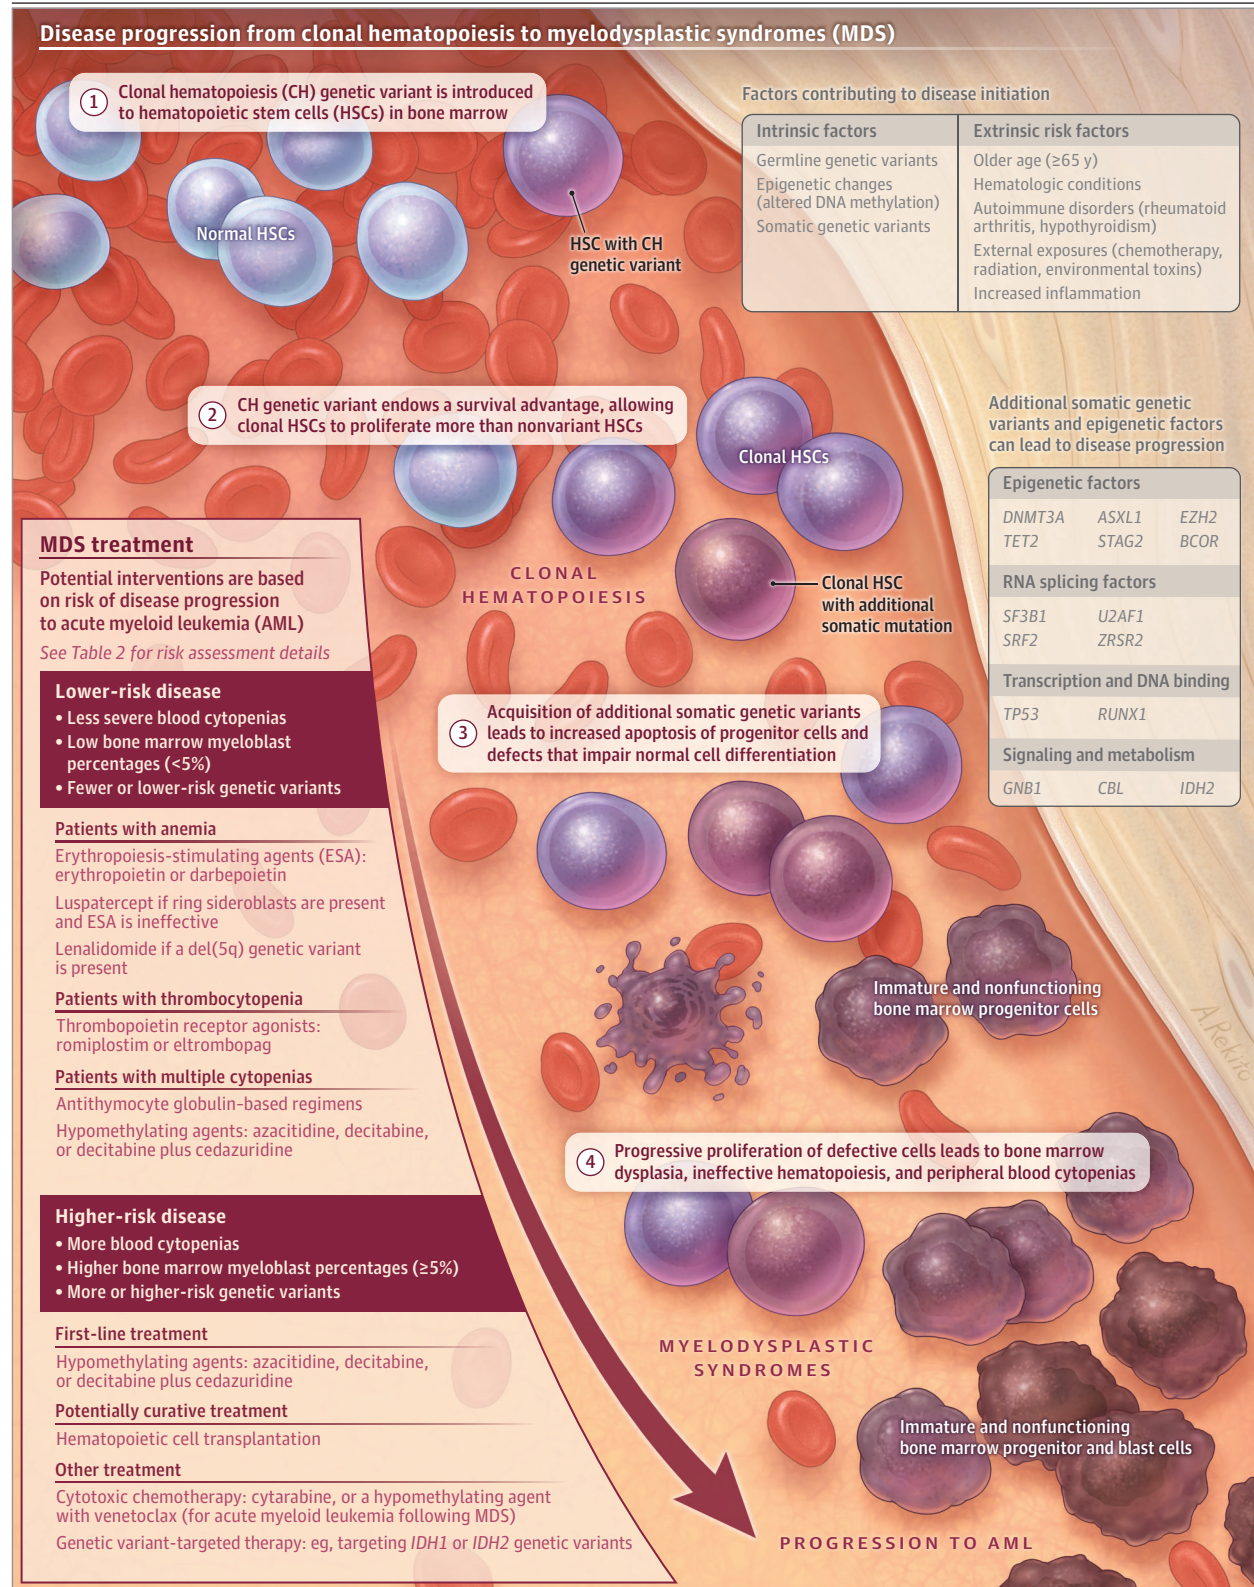 Disease progression from clonal hematopoiesis to myelodysplastic syndromes (MDS)
1
Clonal hematopoiesis (CH) genetic variant is introduced
to hematopoietic stem cells (HSCs) in bone marrow
Normal HSCs
HSC with CH
genetic variant
Factors contributing to disease initiation
Intrinsic factors
Germline genetic variants
Epigenetic changes
(altered DNA methylation)
Somatic genetic variants
Extrinsic risk factors
Older age (≥65 y)
Hematologic conditions
Autoimmune disorders (rheumatoid
arthritis, hypothyroidism)
External exposures (chemotherapy,
radiation, environmental toxins)
Increased inflammation
2
CH genetic variant endows a survival advantage, allowing
clonal HSCs to proliferate more than nonvariant HSCs
Clonal HSCs
CLONAL
HEMATOPOIESIS
Clonal HSC
with additional
somatic mutation
Additional somatic genetic
variants and epigenetic factors
can lead to disease progression
Epigenetic factors
DNMT3A ASXL1 EZH2
TET2 STAG2 BCOR
RNA splicing factors
SF3B1 U2AF1
SRF2 ZRSR2
Transcription and DNA binding
TP53 RUNX1
Signaling and metabolism
GNB1 CBL IDH2
3
Acquisition of additional somatic genetic variants
leads to increased apoptosis of progenitor cells and
defects that impair normal cell differentiation
Immature and nonfunctioning
bone marrow progenitor cells
A.Rekito
4
Progressive proliferation of defective cells leads to bone marrow
dysplasia, ineffective hematopoiesis, and peripheral blood cytopenias
MYELODYSPLASTIC
SYNDROMES
Immature and nonfunctioning
bone marrow progenitor and blast cells
PROGRESSION TO AML
MDS treatment
Potential interventions are based
on risk of disease progression
to acute myeloid leukemia (AML)
See Table 2 for risk assessment details
Lower-risk disease
• Less severe blood cytopenias
• Low bone marrow myeloblast
percentages (<5%)
• Fewer or lower-risk genetic variants
Patients with anemia
Erythropoiesis-stimulating agents (ESA):
erythropoietin or darbepoietin
Luspatercept if ring sideroblasts are present
and ESA is ineffective
Lenalidomide if a del(5q) genetic variant
is present
Patients with thrombocytopenia
Thrombopoietin receptor agonists:
romiplostim or eltrombopag
Patients with multiple cytopenias
Antithymocyte globulin-based regimens
Hypomethylating agents: azacitidine, decitabine,
or decitabine plus cedazuridine
Higher-risk disease
• More blood cytopenias
• Higher bone marrow myeloblast percentages (≥5%)
• More or higher-risk genetic variants
First-line treatment
Hypomethylating agents: azacitidine, decitabine,
or decitabine plus cedazuridine
Potentially curative treatment
Hematopoietic cell transplantation
Other treatment
Cytotoxic chemotherapy: cytarabine, or a hypomethylating agent
with venetoclax (for acute myeloid leukemia following MDS)
Genetic variant-targeted therapy: eg, targeting IDH1 or IDH2 genetic variants